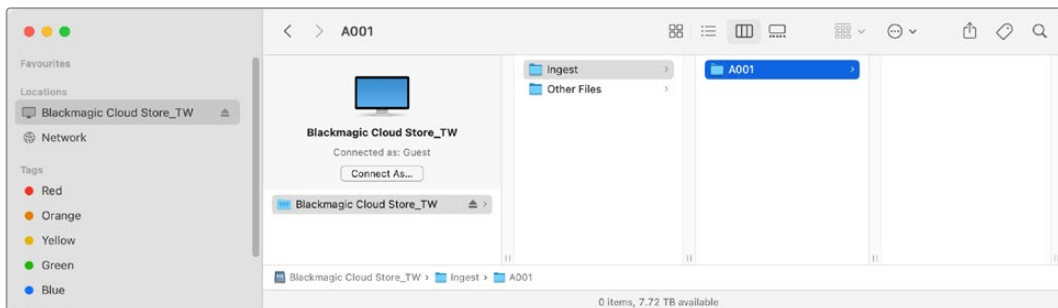 A001
Favourites
Locations
Blackmagic Cloud Store_TW
Network
Tags
Red
Orange
Yellow
Green
Blue
Blackmagic Cloud Store_TW
Connected as: Guest
Connect As...
Blackmagic Cloud Store_TW
Ingest
Other Files
A001
Blackmagic Cloud Store_TW › Ingest › A001
0 items, 7.72 TB available